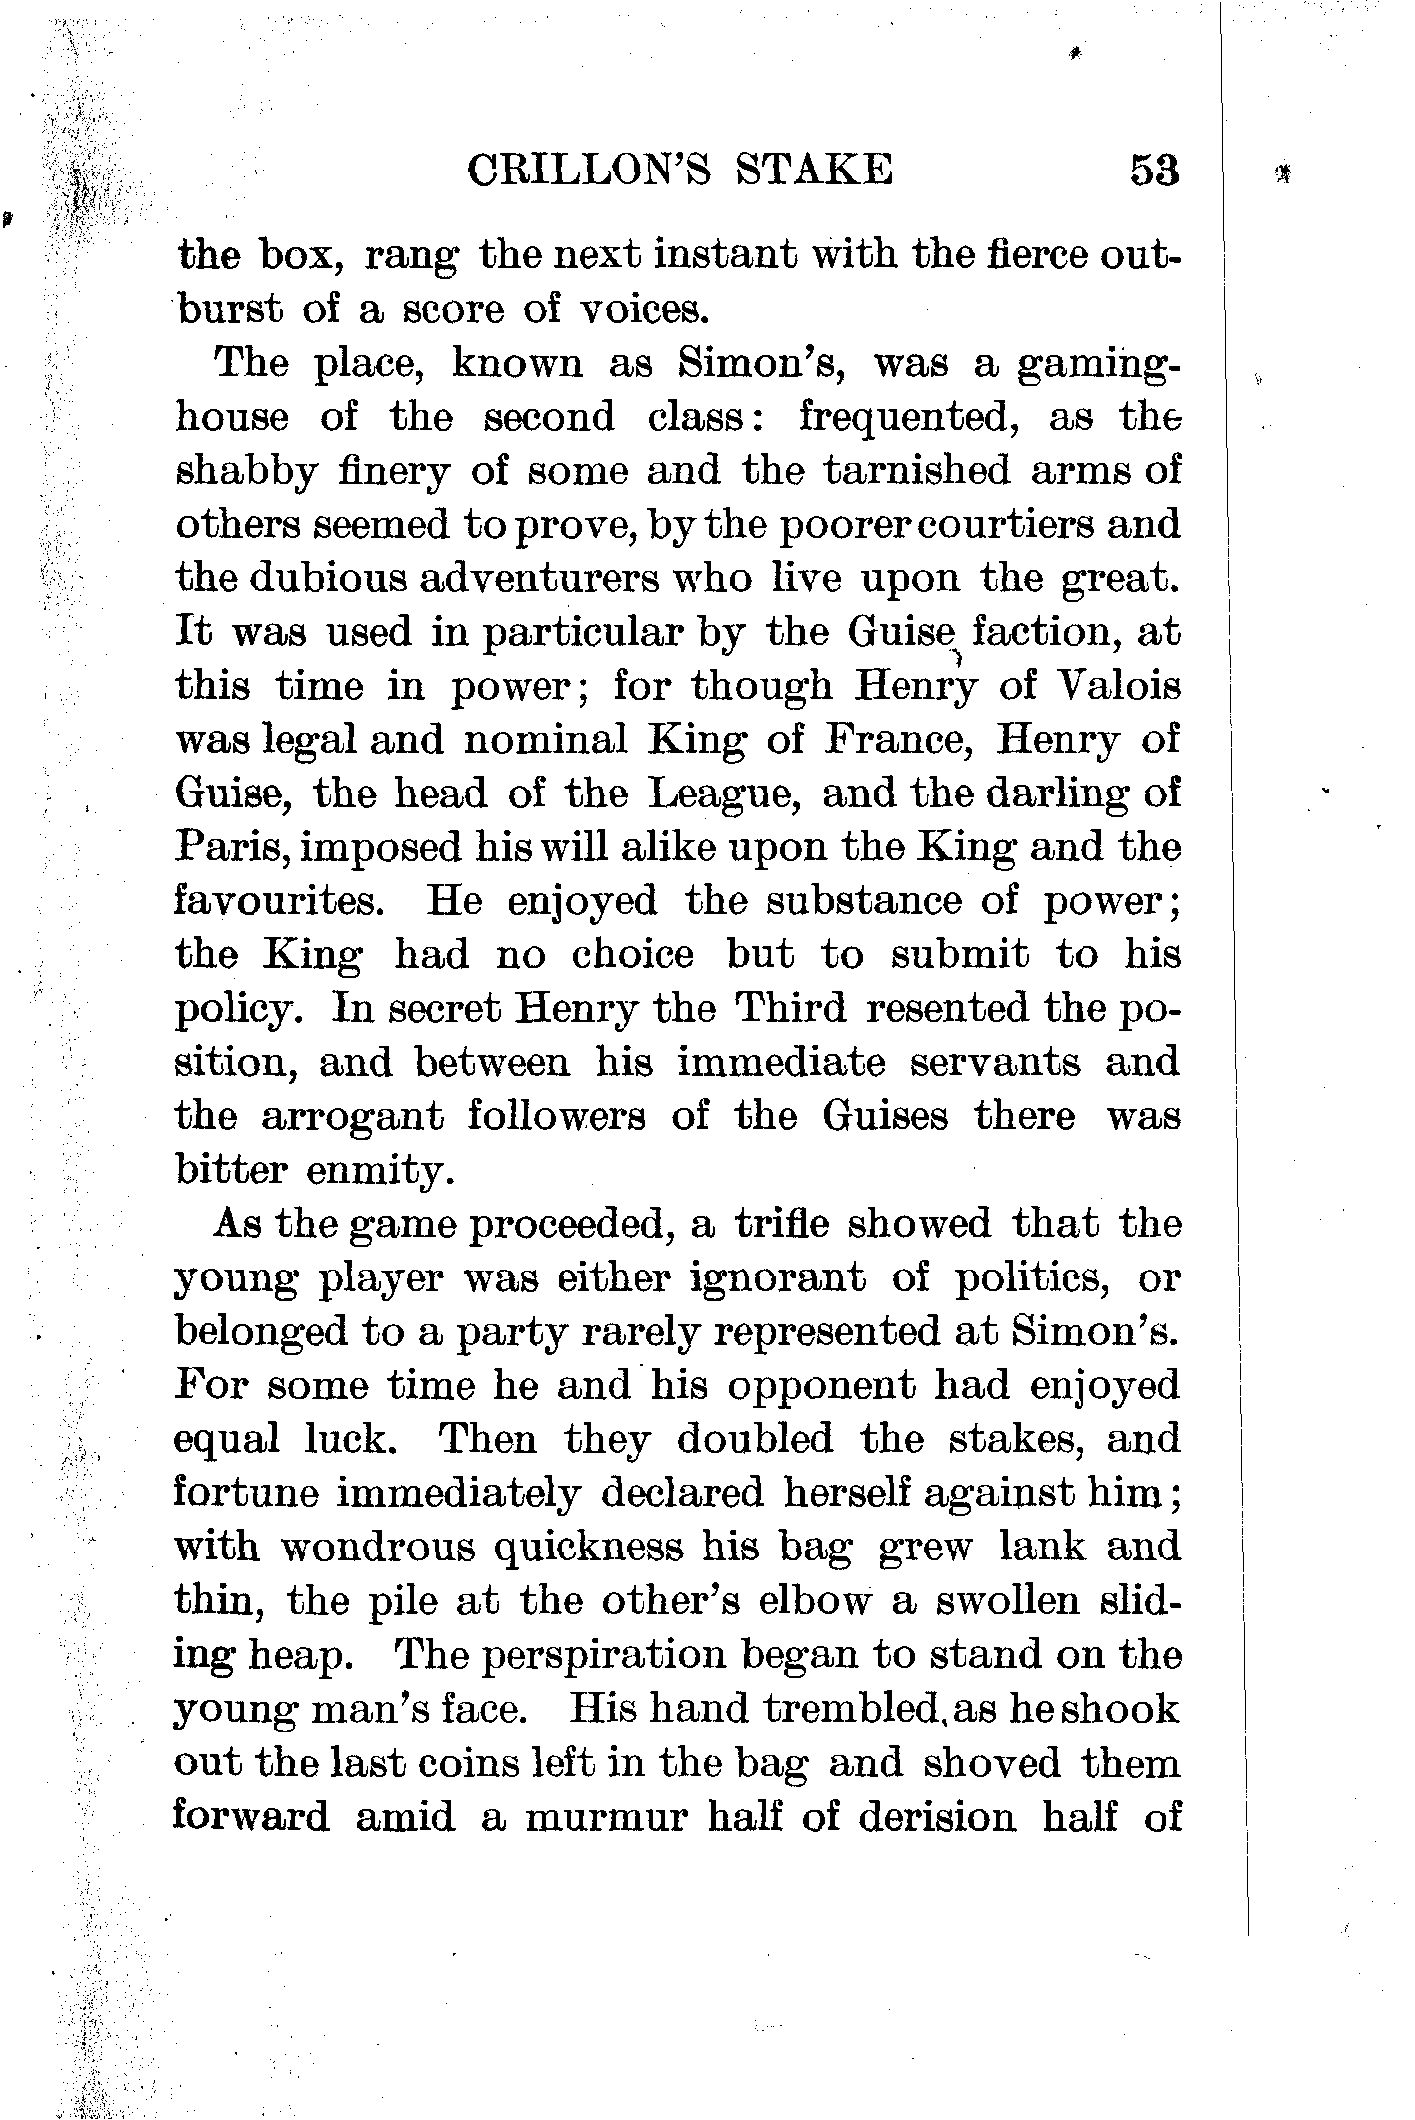 CRILLON'S STAKE 53
the box, rang the next instant with the fierce out-
burst of a score of voices.
The place, known as Simon's, was a gaming-
house of the second class: frequented, as the
shabby finery of some and the tarnished arms of
others seemed to prove, by the poorer courtiers and
the dubious adventurers who live upon the great.
It was used in particular by the Guise faction, at
this time in power; for though Henry of Valois
was legal and nominal King of France, Henry of
Guise, the head of the League, and the darling of
Paris, imposed his will alike upon the King and the
favourites. He enjoyed the substance of power;
the King had no choice but to submit to his
policy. In secret Henry the Third resented the po-
sition, and between his immediate servants and
the arrogant followers of the Guises there was
bitter enmity.
As the game proceeded, a trifle showed that the
young player was either ignorant of politics, or
belonged to a party rarely represented at Simon's.
For some time he and his opponent had enjoyed
equal luck. Then they doubled the stakes, and
fortune immediately declared herself against him;
with wondrous quickness his bag grew lank and
thin, the pile at the other's elbow a swollen slid-
ing heap. The perspiration began to stand on the
young man's face. His hand trembled as he shook
out the last coins left in the bag and shoved them
forward amid a murmur half of derision half of